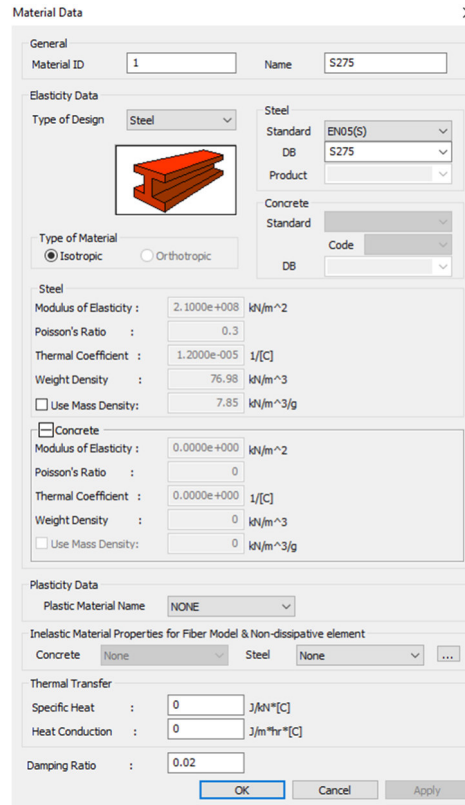 Material Data
General
Material ID 1 Name S275
Elasticity Data
Type of Design Steel
Steel
Standard EN05(S)
DB S275
Product
Concrete
Standard
Code
DB
Type of Material
Isotropic Orthotropic
Steel
Modulus of Elasticity : 2.1000e+008 kN/m^2
Poisson's Ratio : 0.3
Thermal Coefficient : 1.2000e-005 1/[C]
Weight Density : 76.98 kN/m^3
Use Mass Density: 7.85 kN/m^3/g
Concrete
Modulus of Elasticity : 0.0000e+000 kN/m^2
Poisson's Ratio : 0
Thermal Coefficient : 0.0000e+000 1/[C]
Weight Density : 0 kN/m^3
Use Mass Density: 0 kN/m^3/g
Plasticity Data
Plastic Material Name NONE
Inelastic Material Properties for Fiber Model & Non-dissipative element
Concrete None Steel None ...
Thermal Transfer
Specific Heat : 0 J/kN*[C]
Heat Conduction : 0 J/m*hr*[C]
Damping Ratio : 0.02
OK Cancel Apply